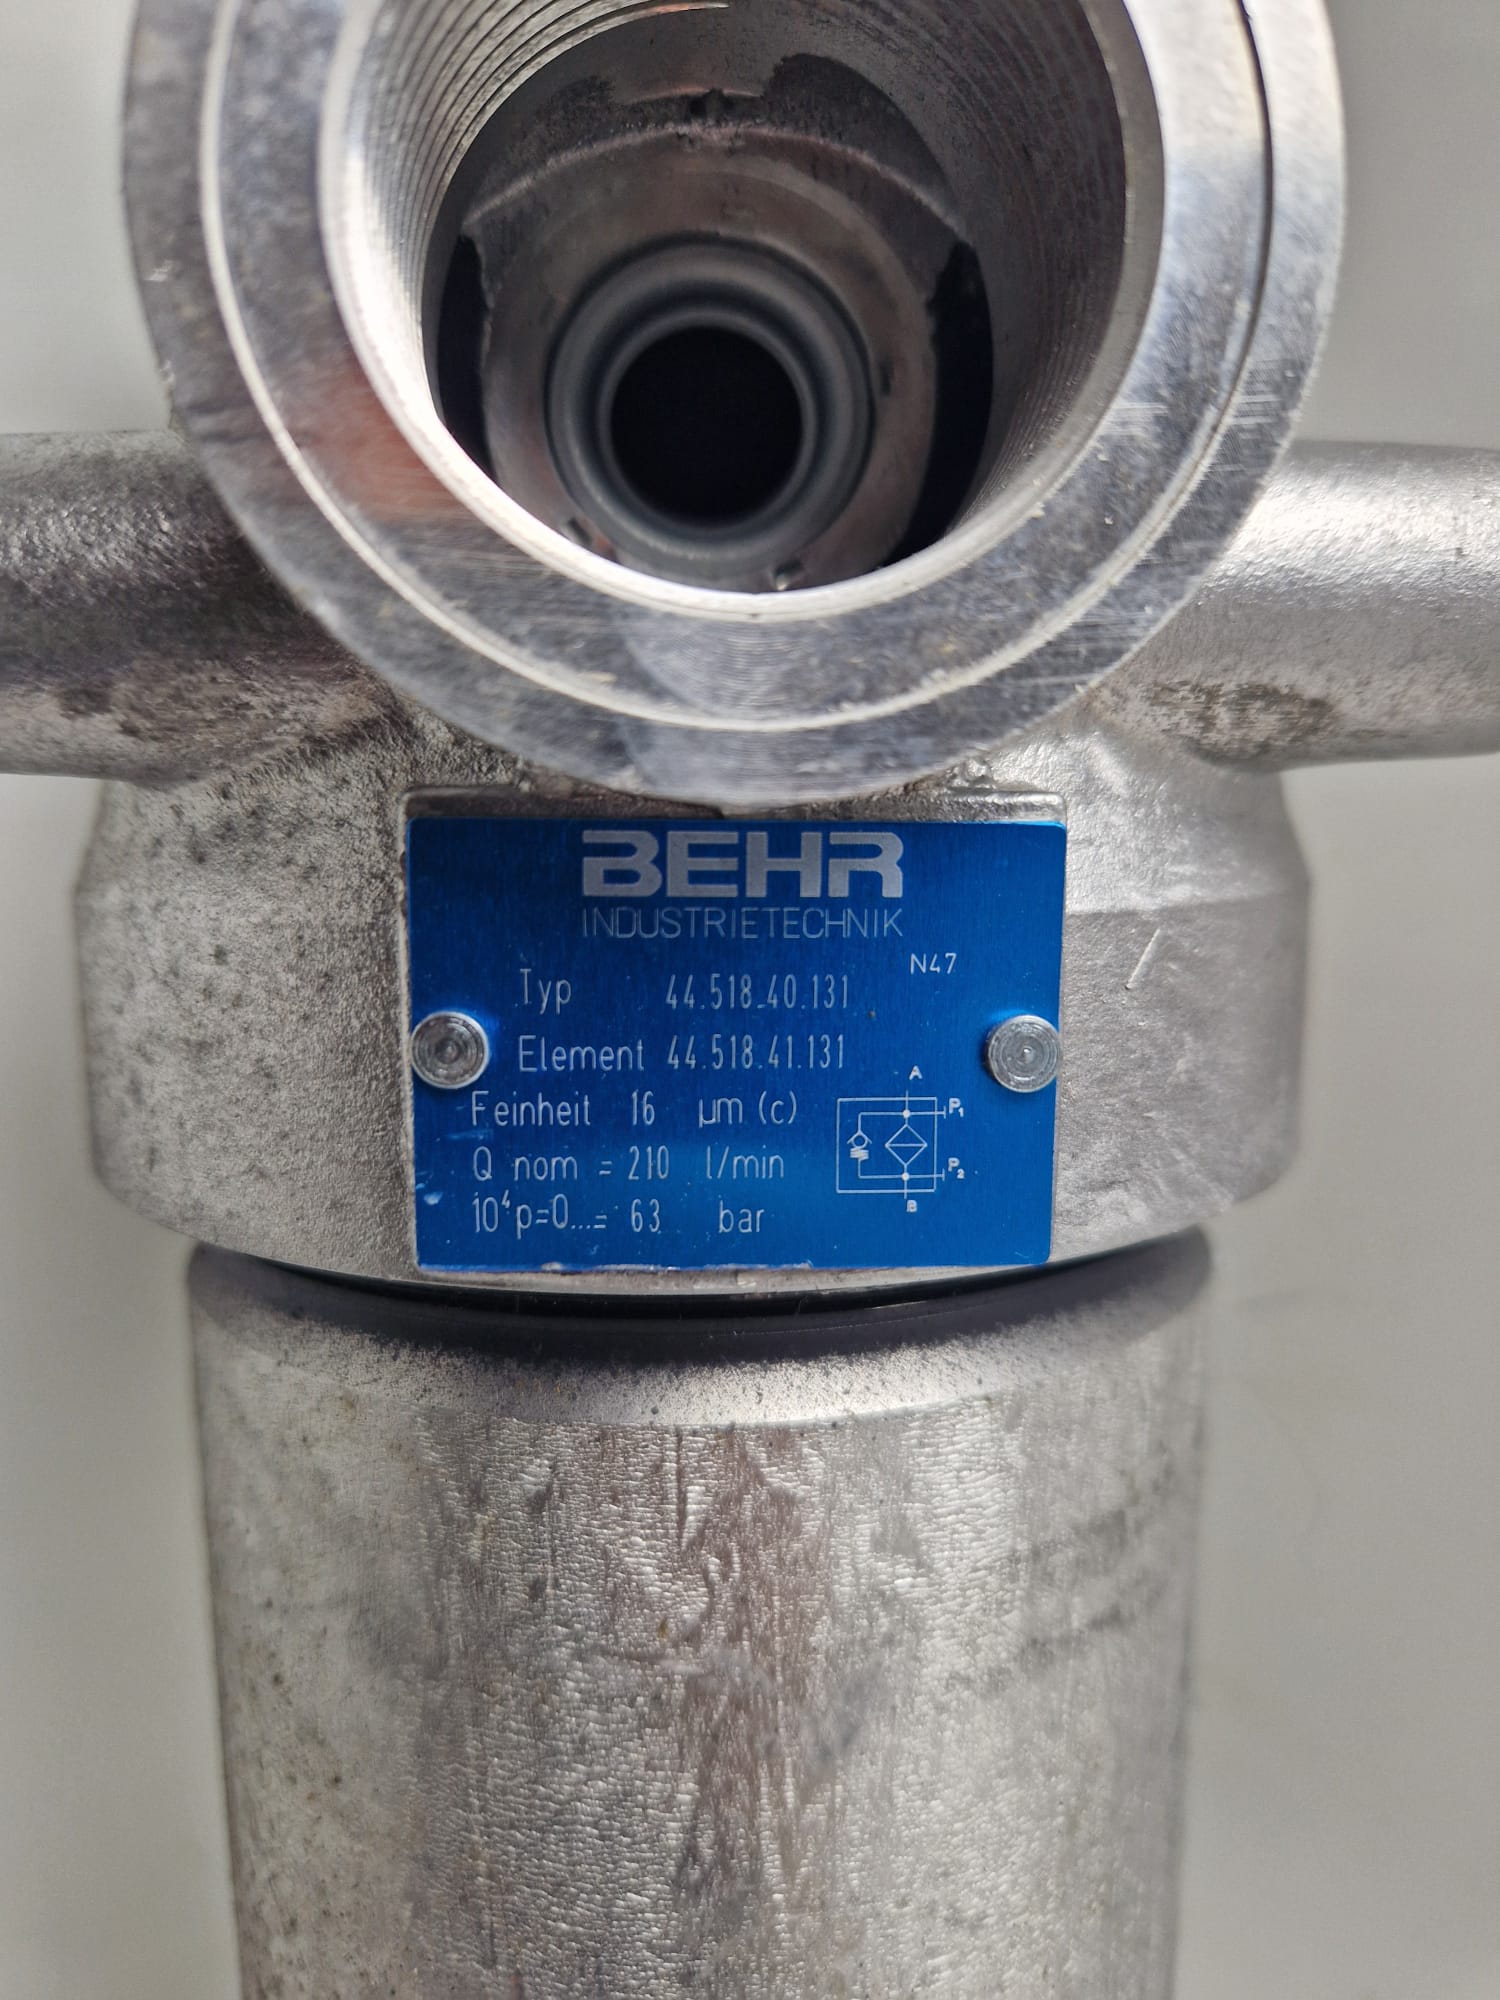 BEHR
INDUSTRIETECHNIK
N47
Typ 44.518.40.131
Element 44.518.41.131
Feinheit 16 µm (c)
Q nom = 210 l/min
10⁴p=0...= 63 bar
A
P₁
P₂
B